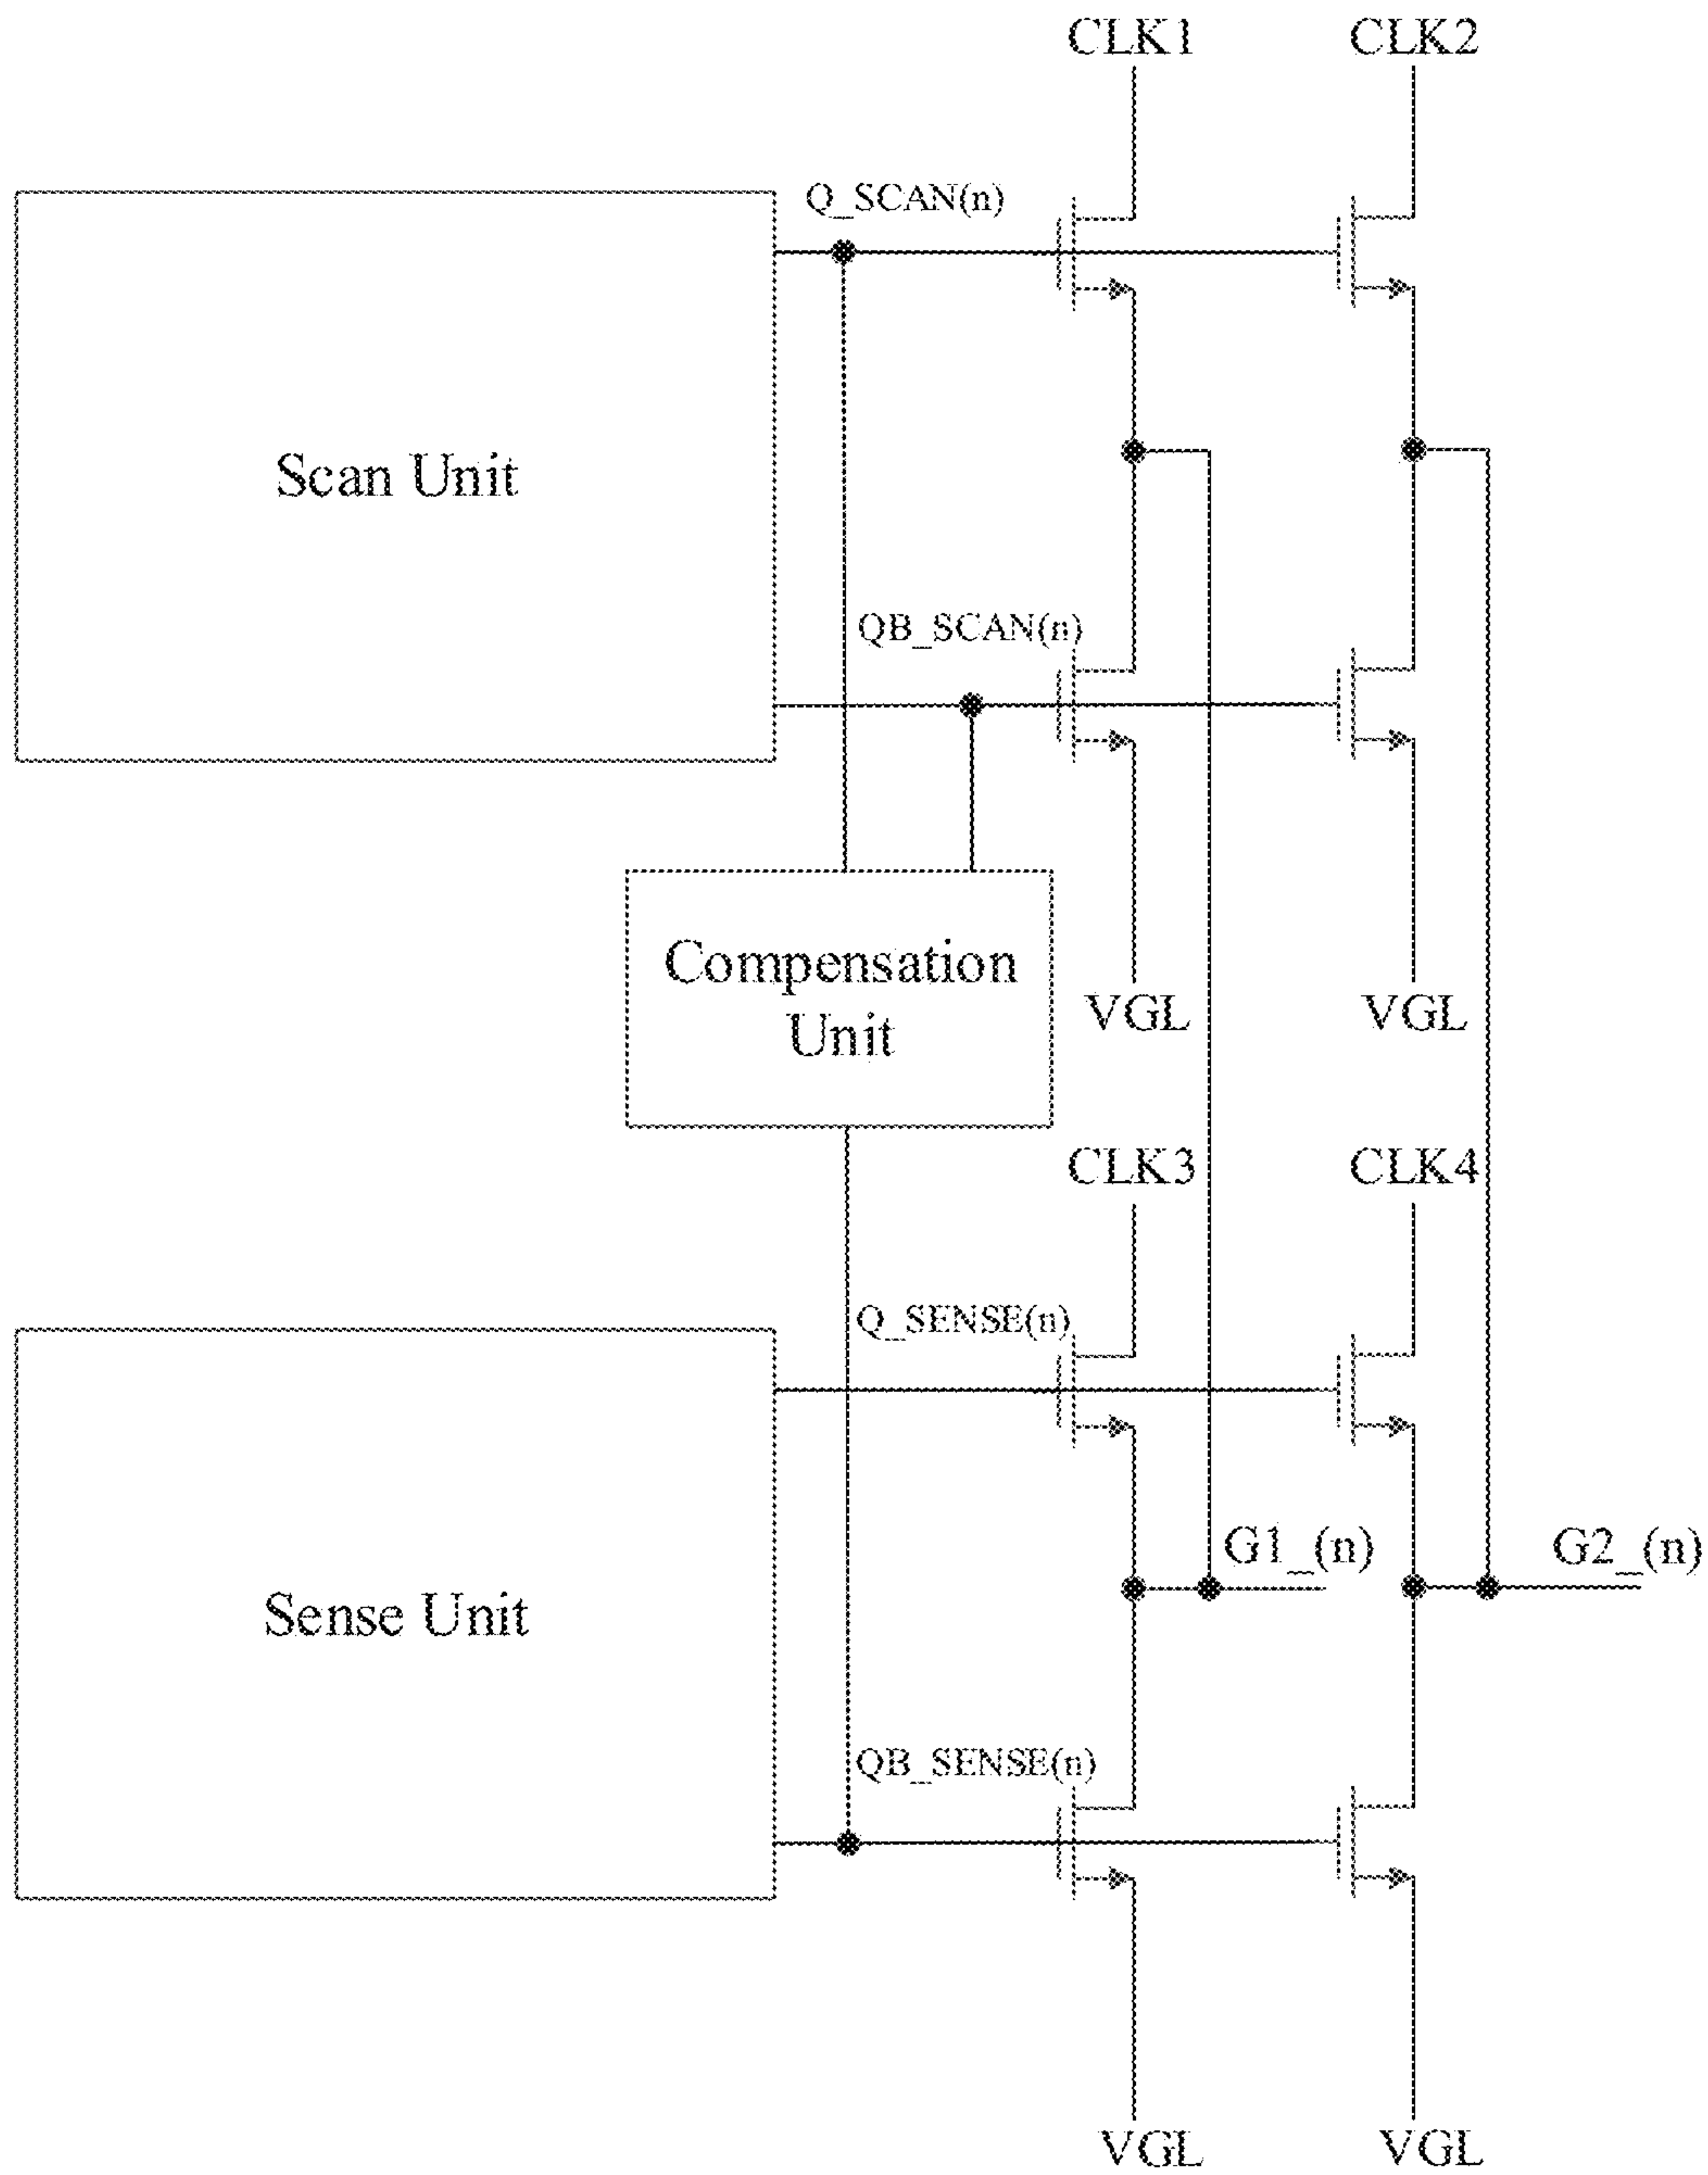 CLK1 CLK2
Q_SCAN(n)
Scan Unit
QB_SCAN(n)
Compensation
Unit
VGL VGL
CLK3 CLK4
Q_SENSE(n)
G1_(n) G2_(n)
Sense Unit
QB_SENSE(n)
VGL VGL